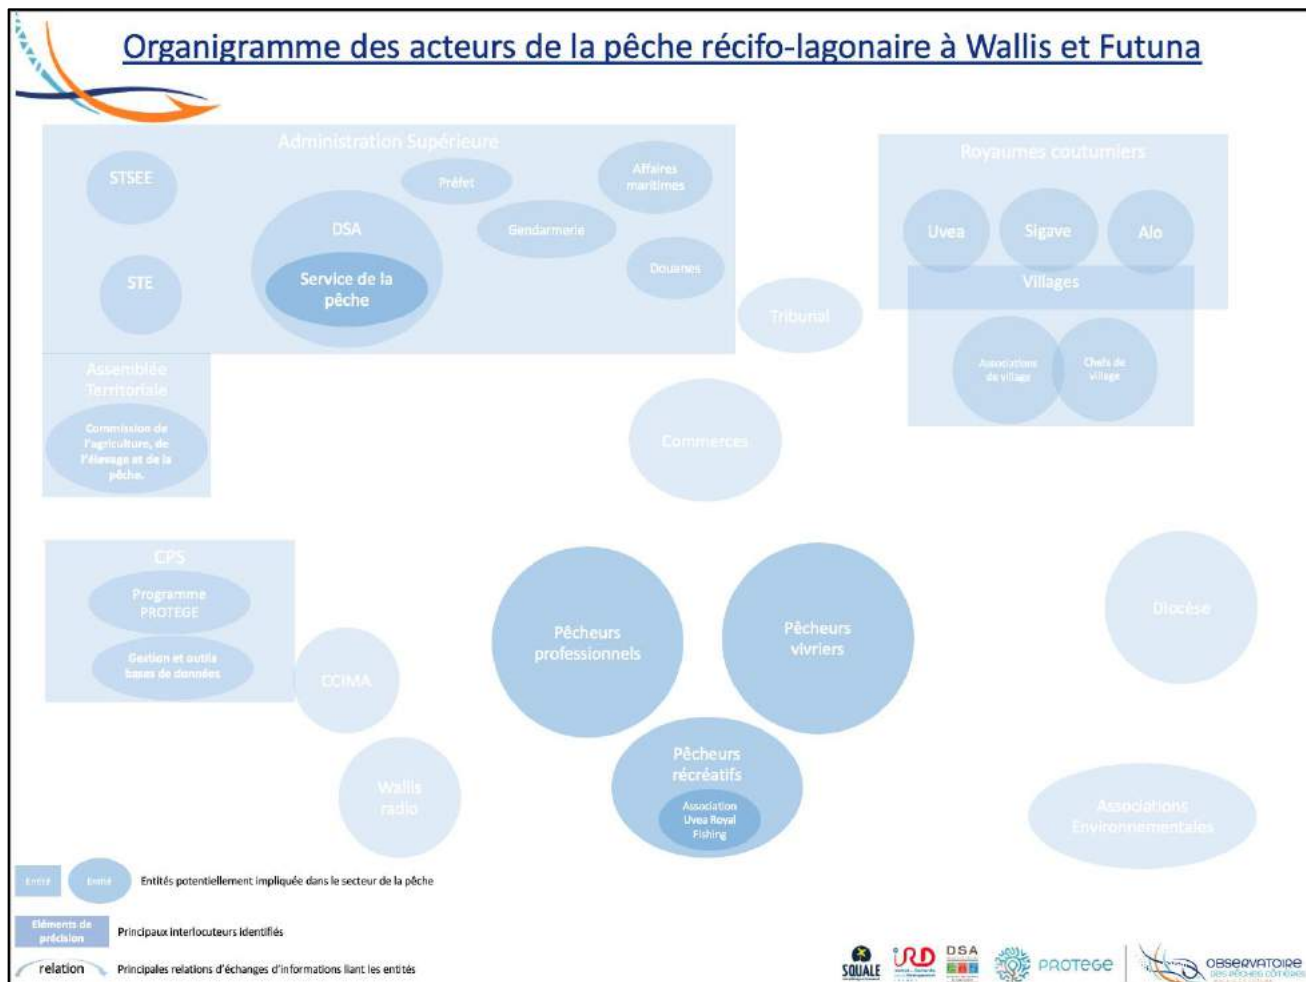 Organigramme des acteurs de la pêche récifo-lagonaire à Wallis et Futuna
Administration Supérieure
STSEE
Préfet
Affaires
maritimes
DSA
Gendarmerie
Service de la
pêche
STE
Douanes
Tribunal
Royaumes coutumiers
Uvea
Sigave
Alo
Villages
Associations
de village
Chefs de
village
Assemblée
Territoriale
Commission de
l'agriculture, de
l'élevage et de la
pêche.
Commerces
CPS
Programme
PROTEGE
Gestion et outils
bases de données
CCIMA
Wallis
radio
Pêcheurs
professionnels
Pêcheurs
vivriers
Pêcheurs
récréatifs
Association
Uvea Royal
Fishing
Diocèse
Associations
Environnementales
Entité
Entité
Entités potentiellement impliquée dans le secteur de la pêche
Eléments de
précision
Principaux interlocuteurs identifiés
relation
Principales relations d'échanges d'informations liant les entités
SQUALE
IRD
DSA
PROTEGE
OBSERVATOIRE
DES PÊCHES CÔTIÈRES